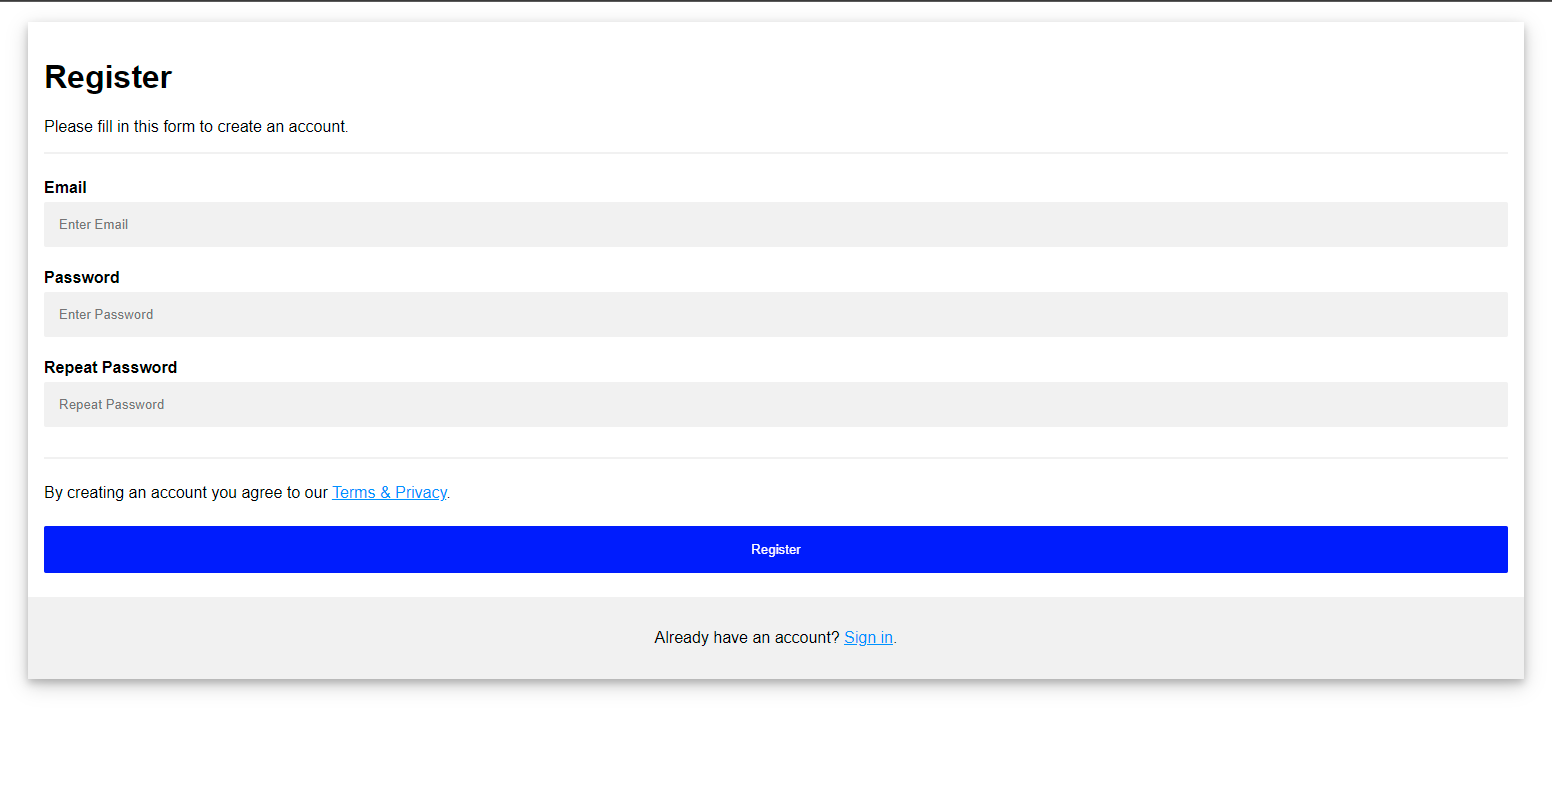 Register
Please fill in this form to create an account.
Email
Enter Email
Password
Enter Password
Repeat Password
Repeat Password
By creating an account you agree to our Terms & Privacy.
Register
Already have an account? Sign in.